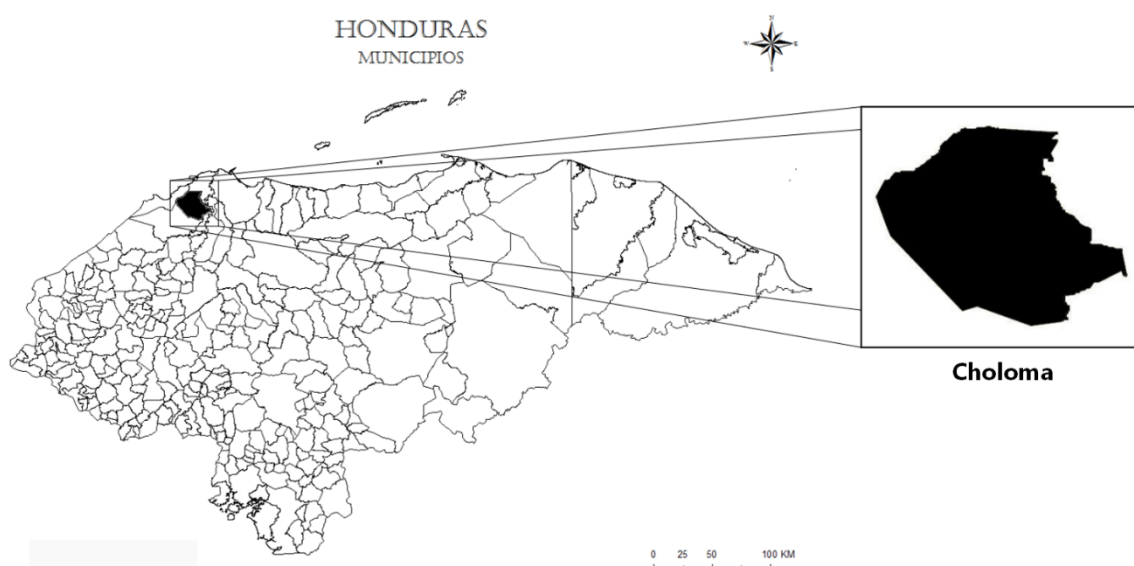 HONDURAS
MUNICIPIOS
N
W
E
S
Choloma
0 25 50 100 KM